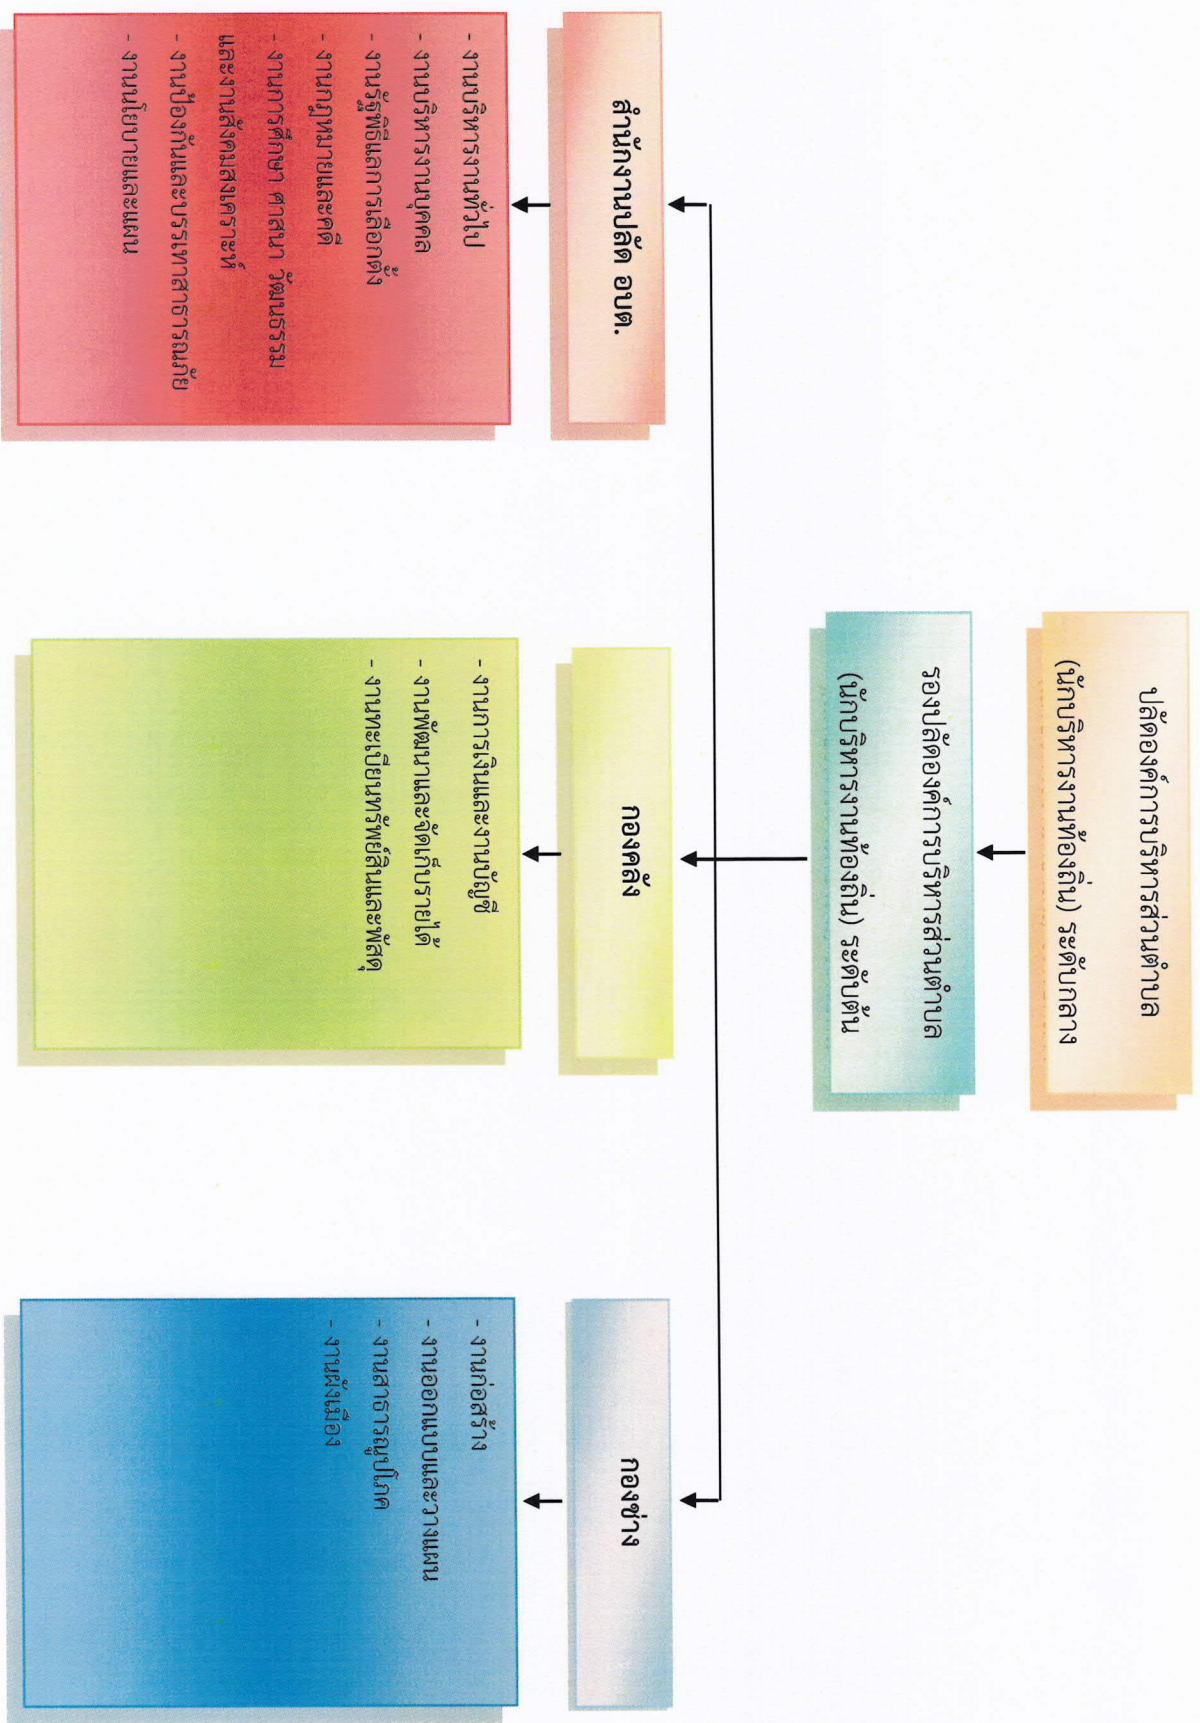 ปลัดองค์การบริหารส่วนตำบล
(นักบริหารงานท้องถิ่น) ระดับกลาง
รองปลัดองค์การบริหารส่วนตำบล
(นักบริหารงานท้องถิ่น) ระดับต้น
สำนักงานปลัด อบต.
- งานบริหารงานทั่วไป
- งานบริหารงานบุคคล
- งานรัฐพิธีและการเลือกตั้ง
- งานกฎหมายและคดี
- งานการศึกษา ศาสนา วัฒนธรรม
และงานสังคมสงเคราะห์
- งานป้องกันและบรรเทาสาธารณภัย
- งานนโยบายและแผน
กองคลัง
- งานการเงินและงานบัญชี
- งานพัฒนาและจัดเก็บรายได้
- งานทะเบียนทรัพย์สินและพัสดุ
กองช่าง
- งานก่อสร้าง
- งานออกแบบและวางแผน
- งานสาธารณูปโภค
- งานผังเมือง